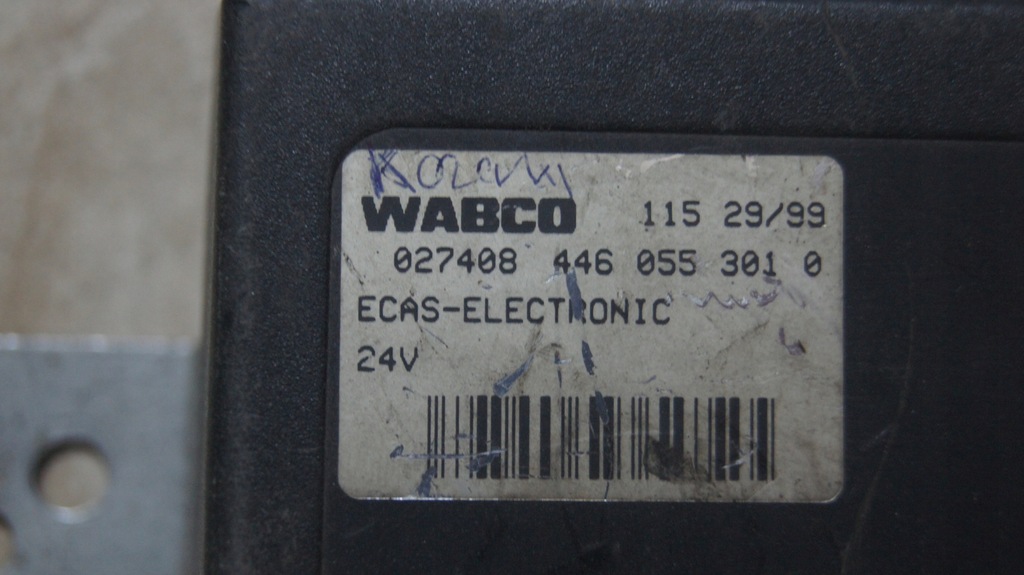 WABCO 115 29/99
027408 446 055 301 0
ECAS-ELECTRONIC
24V